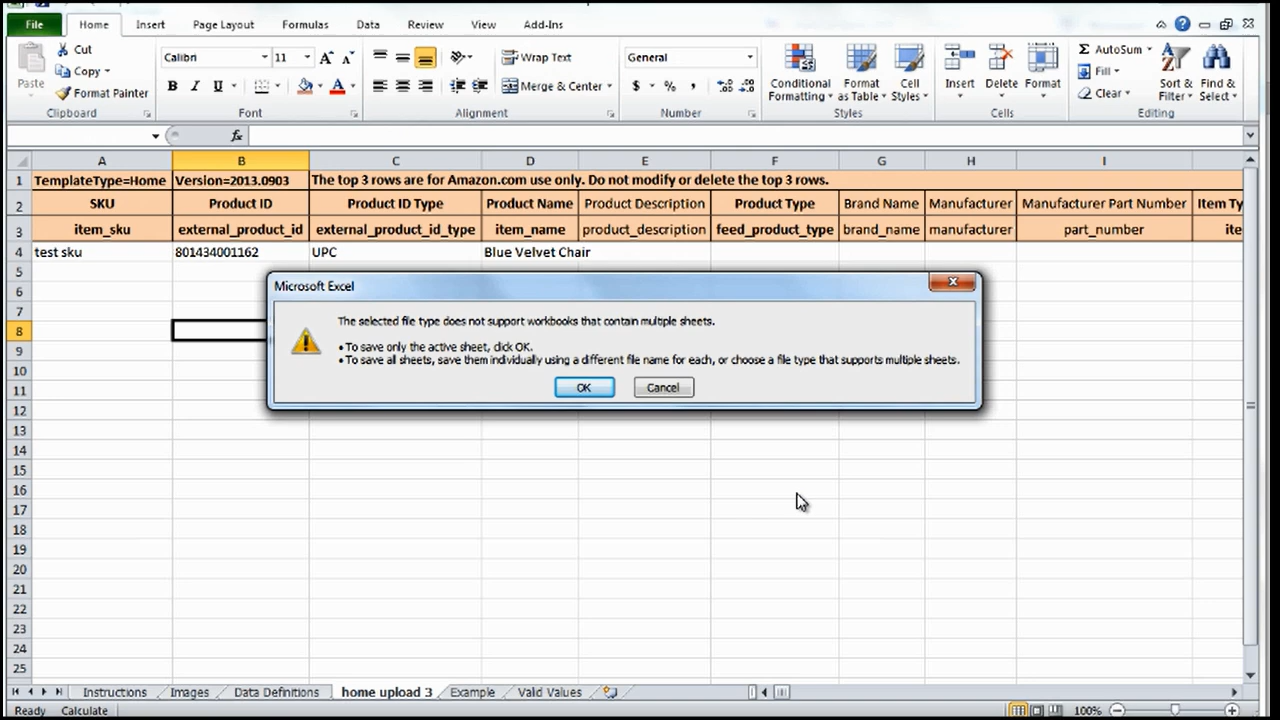 File Home Insert Page Layout Formulas Data Review View Add-Ins
Paste Cut Copy Format Painter
Calibri 11 General
Wrap Text Merge & Center
B I U A $ % ,
Conditional Formatting Format as Table Cell Styles Insert Delete Format
AutoSum Fill Clear Sort & Filter Find & Select
Clipboard Font Alignment Number Styles Cells Editing
fx
A B C D E F G H I
1 TemplateType=Home Version=2013.0903 The top 3 rows are for Amazon.com use only. Do not modify or delete the top 3 rows.
2 SKU Product ID Product ID Type Product Name Product Description Product Type Brand Name Manufacturer Manufacturer Part Number Item Ty
3 item_sku external_product_id external_product_id_type item_name product_description feed_product_type brand_name manufacturer part_number ite
4 test sku 801434001162 UPC Blue Velvet Chair
5
6
7
8
9
10
11
12
13
14
15
16
17
18
19
20
21
22
23
24
25
Microsoft Excel
The selected file type does not support workbooks that contain multiple sheets.
• To save only the active sheet, click OK.
• To save all sheets, save them individually using a different file name for each, or choose a file type that supports multiple sheets.
OK Cancel
Instructions Images Data Definitions home upload 3 Example Valid Values
Ready Calculate 100%